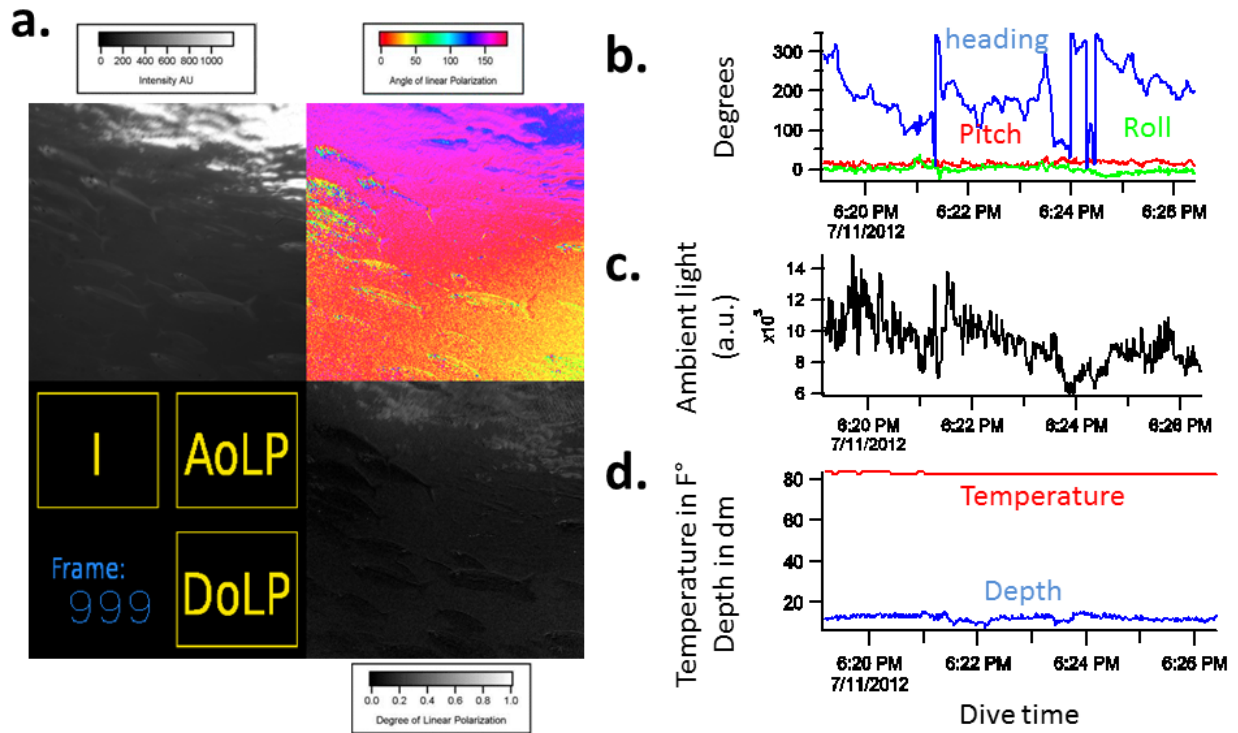 a.
0 200 400 600 800 1000
Intensity AU
0 50 100 150
Angle of linear Polarization
I
AoLP
Frame:
999
DoLP
0.0 0.2 0.4 0.6 0.8 1.0
Degree of Linear Polarization
b.
Degrees
300
200
100
0
heading
Pitch
Roll
6:20 PM 6:22 PM 6:24 PM 6:26 PM
7/11/2012
c.
Ambient light
(a.u.)
x10³
14
12
10
8
6
6:20 PM 6:22 PM 6:24 PM 6:26 PM
7/11/2012
d.
Temperature in F°
Depth in dm
80
60
40
20
Temperature
Depth
6:20 PM 6:22 PM 6:24 PM 6:26 PM
7/11/2012
Dive time